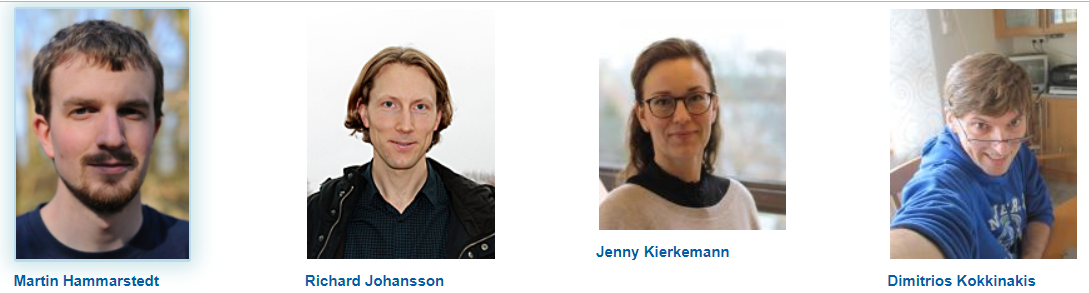 Martin Hammarstedt
Richard Johansson
Jenny Kierkemann
Dimitrios Kokkinakis